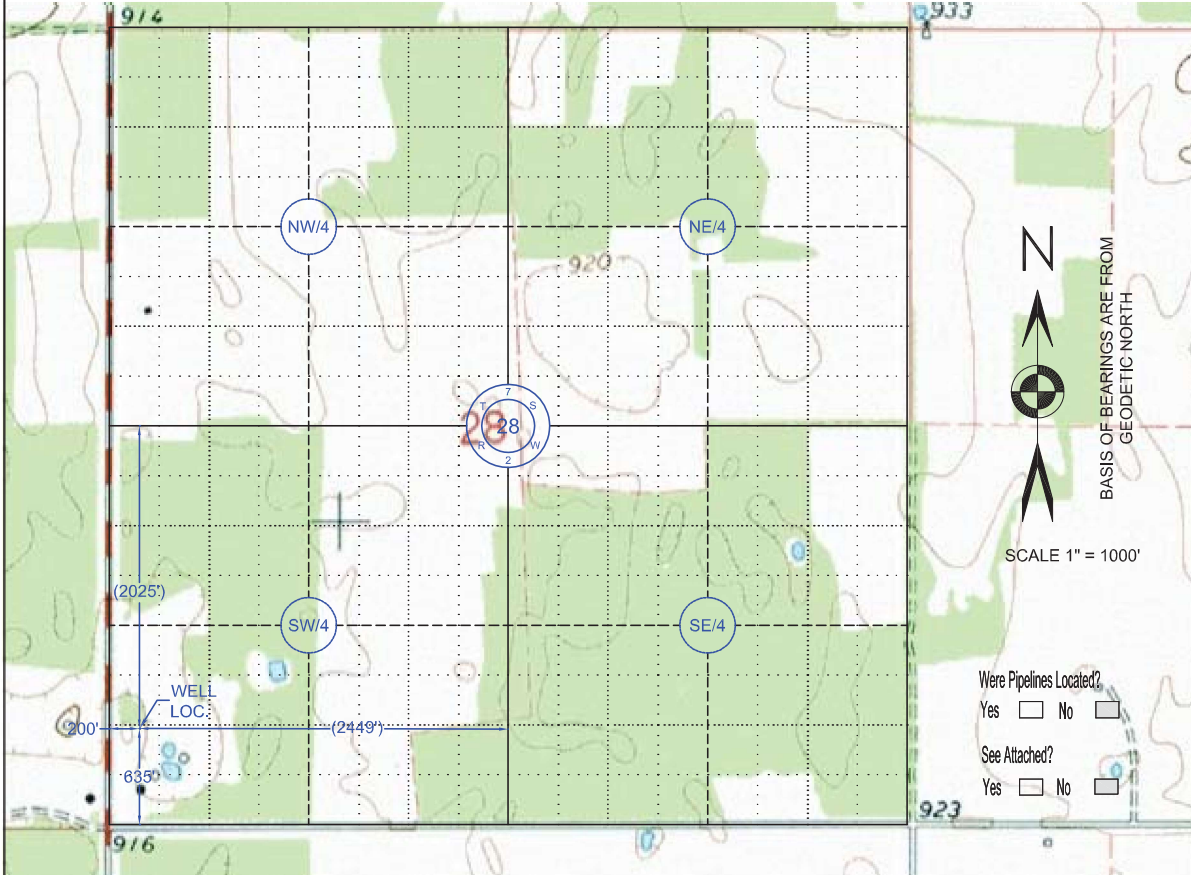 914
933
NW/4
NE/4
920
N
BASIS OF BEARINGS ARE FROM
GEODETIC NORTH
7
T S
28 28
R W
2
SCALE 1" = 1000'
(2025')
SW/4
SE/4
WELL
LOC.
Were Pipelines Located?
Yes No
200'
(2449')
635'
See Attached?
Yes No
923
916